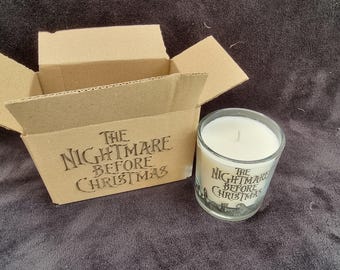 THE
NIGHTMARE
BEFORE
CHRISTMAS
THE
NIGHTMARE
BEFORE
CHRISTMAS